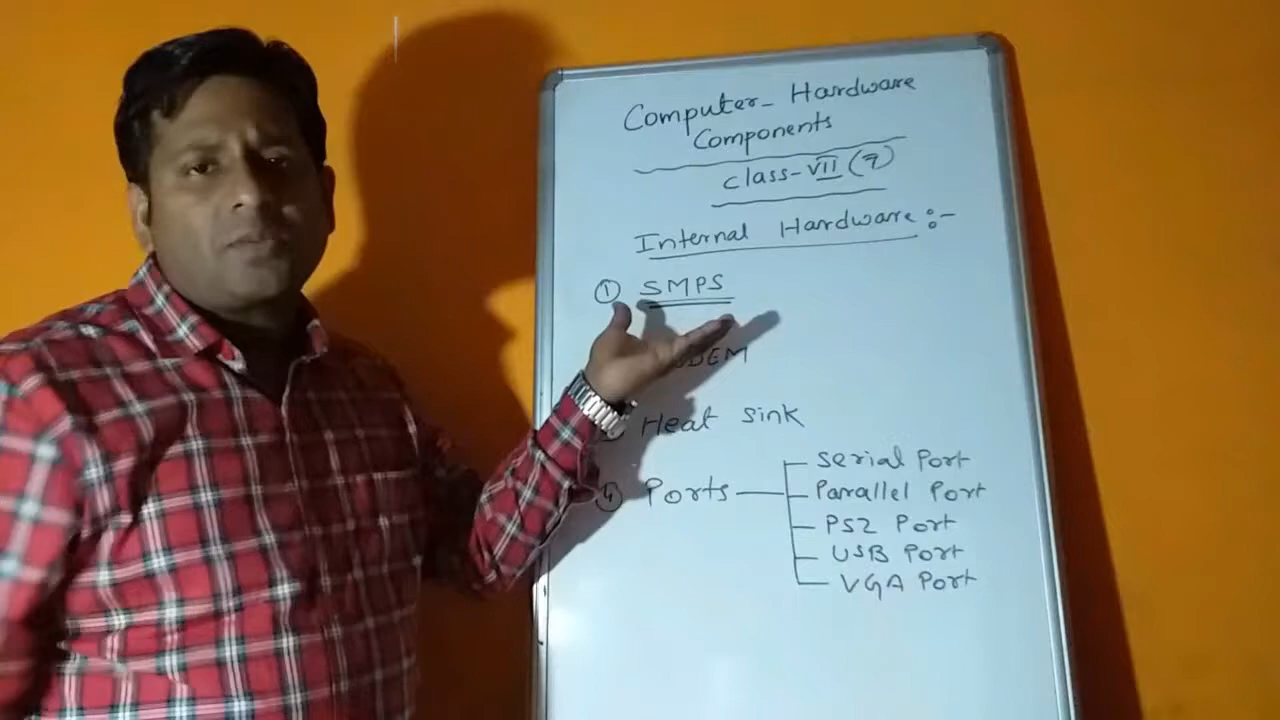 Computer- Hardware
Components
class-VII (7)
Internal Hardware :-
① SMPS
Heat Sink
④ Ports
Serial Port
Parallel Port
PS2 Port
USB Port
VGA Port